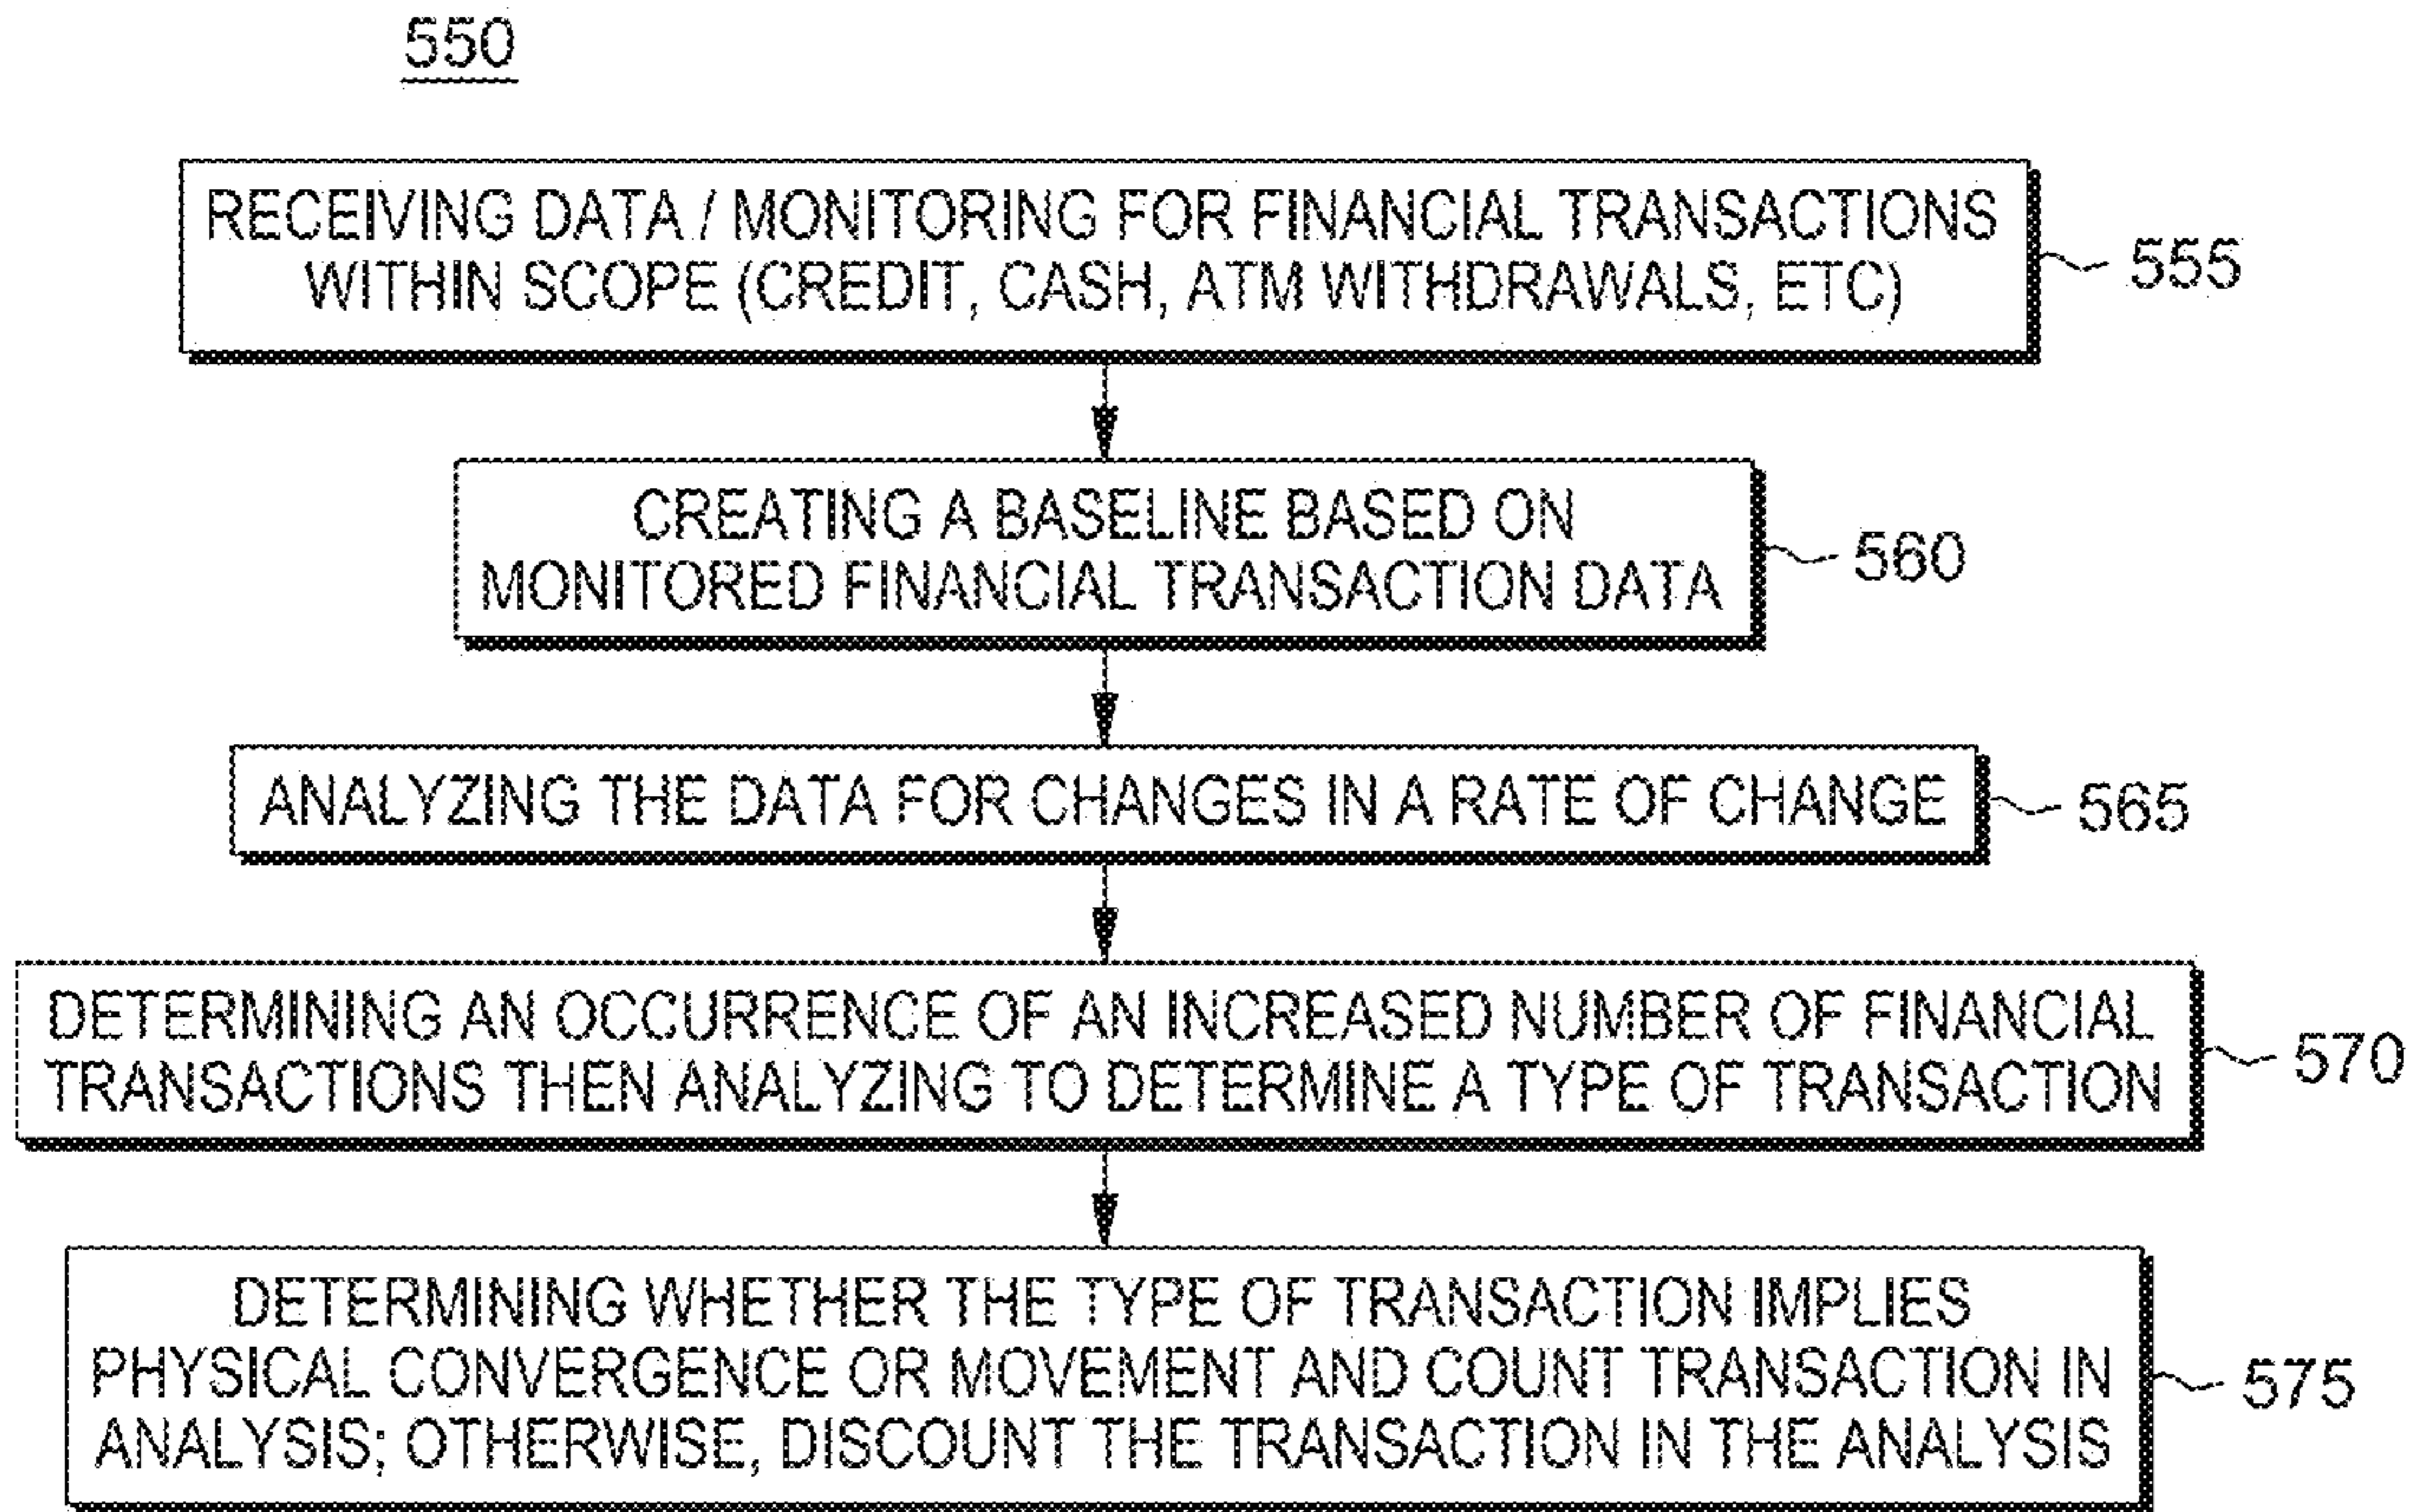 550
RECEIVING DATA / MONITORING FOR FINANCIAL TRANSACTIONS
WITHIN SCOPE (CREDIT, CASH, ATM WITHDRAWALS, ETC)
555
CREATING A BASELINE BASED ON
MONITORED FINANCIAL TRANSACTION DATA
560
ANALYZING THE DATA FOR CHANGES IN A RATE OF CHANGE
565
DETERMINING AN OCCURRENCE OF AN INCREASED NUMBER OF FINANCIAL
TRANSACTIONS THEN ANALYZING TO DETERMINE A TYPE OF TRANSACTION
570
DETERMINING WHETHER THE TYPE OF TRANSACTION IMPLIES
PHYSICAL CONVERGENCE OR MOVEMENT AND COUNT TRANSACTION IN
ANALYSIS; OTHERWISE, DISCOUNT THE TRANSACTION IN THE ANALYSIS
575